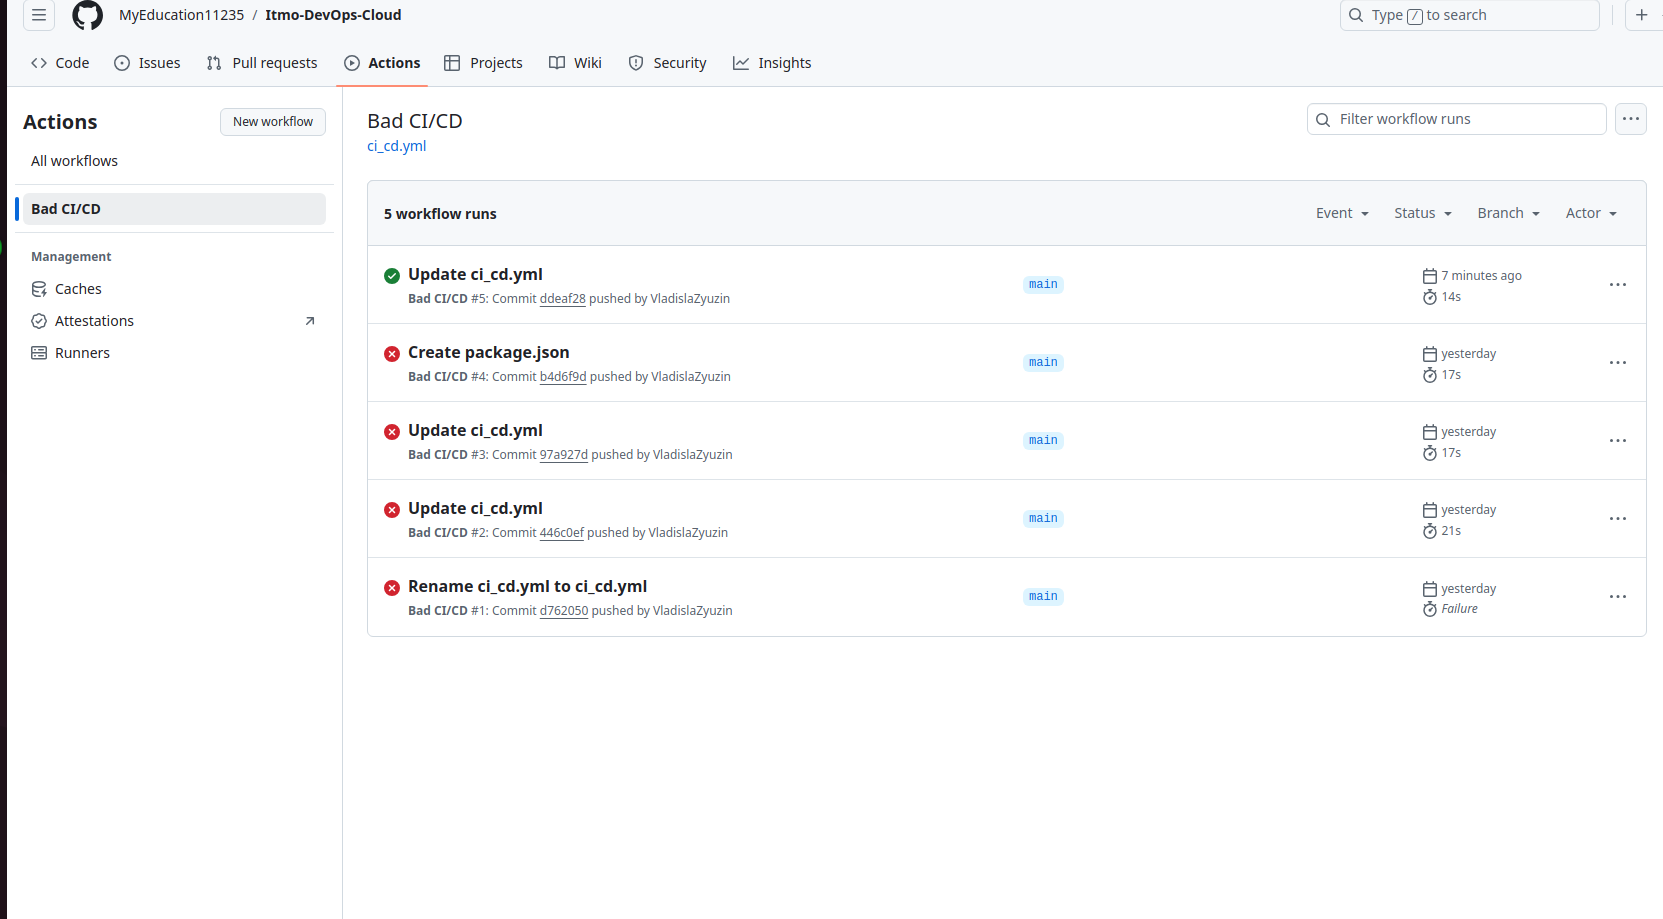 MyEducation11235 / Itmo-DevOps-Cloud
Type / to search
Code Issues Pull requests Actions Projects Wiki Security Insights
Actions
New workflow
All workflows
Bad CI/CD
Management
Caches
Attestations
Runners
Bad CI/CD
ci_cd.yml
Filter workflow runs
5 workflow runs
Event Status Branch Actor
Update ci_cd.yml
Bad CI/CD #5: Commit ddeaf28 pushed by VladislaZyuzin
main
7 minutes ago
14s
Create package.json
Bad CI/CD #4: Commit b4d6f9d pushed by VladislaZyuzin
main
yesterday
17s
Update ci_cd.yml
Bad CI/CD #3: Commit 97a927d pushed by VladislaZyuzin
main
yesterday
17s
Update ci_cd.yml
Bad CI/CD #2: Commit 446c0ef pushed by VladislaZyuzin
main
yesterday
21s
Rename ci_cd.yml to ci_cd.yml
Bad CI/CD #1: Commit d762050 pushed by VladislaZyuzin
main
yesterday
Failure